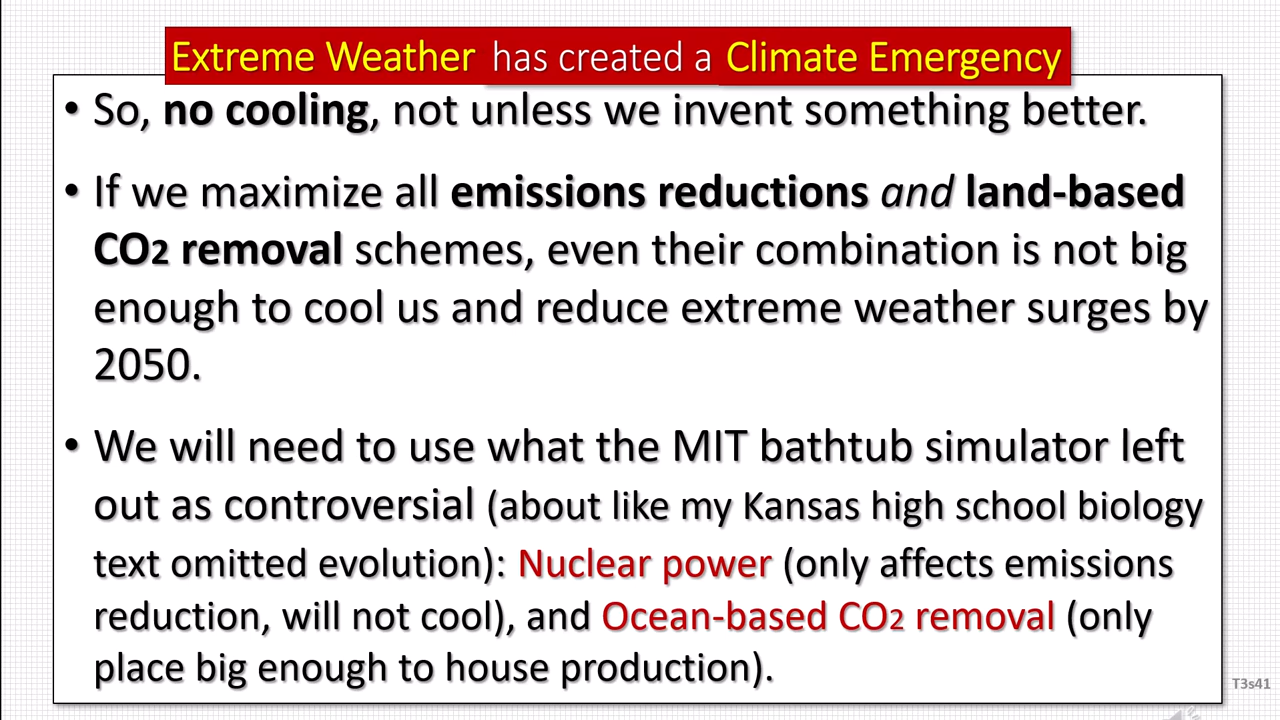 Extreme Weather has created a Climate Emergency
• So, no cooling, not unless we invent something better.
• If we maximize all emissions reductions and land-based
CO2 removal schemes, even their combination is not big
enough to cool us and reduce extreme weather surges by
2050.
• We will need to use what the MIT bathtub simulator left
out as controversial (about like my Kansas high school biology
text omitted evolution): Nuclear power (only affects emissions
reduction, will not cool), and Ocean-based CO2 removal (only
place big enough to house production).
T3s41